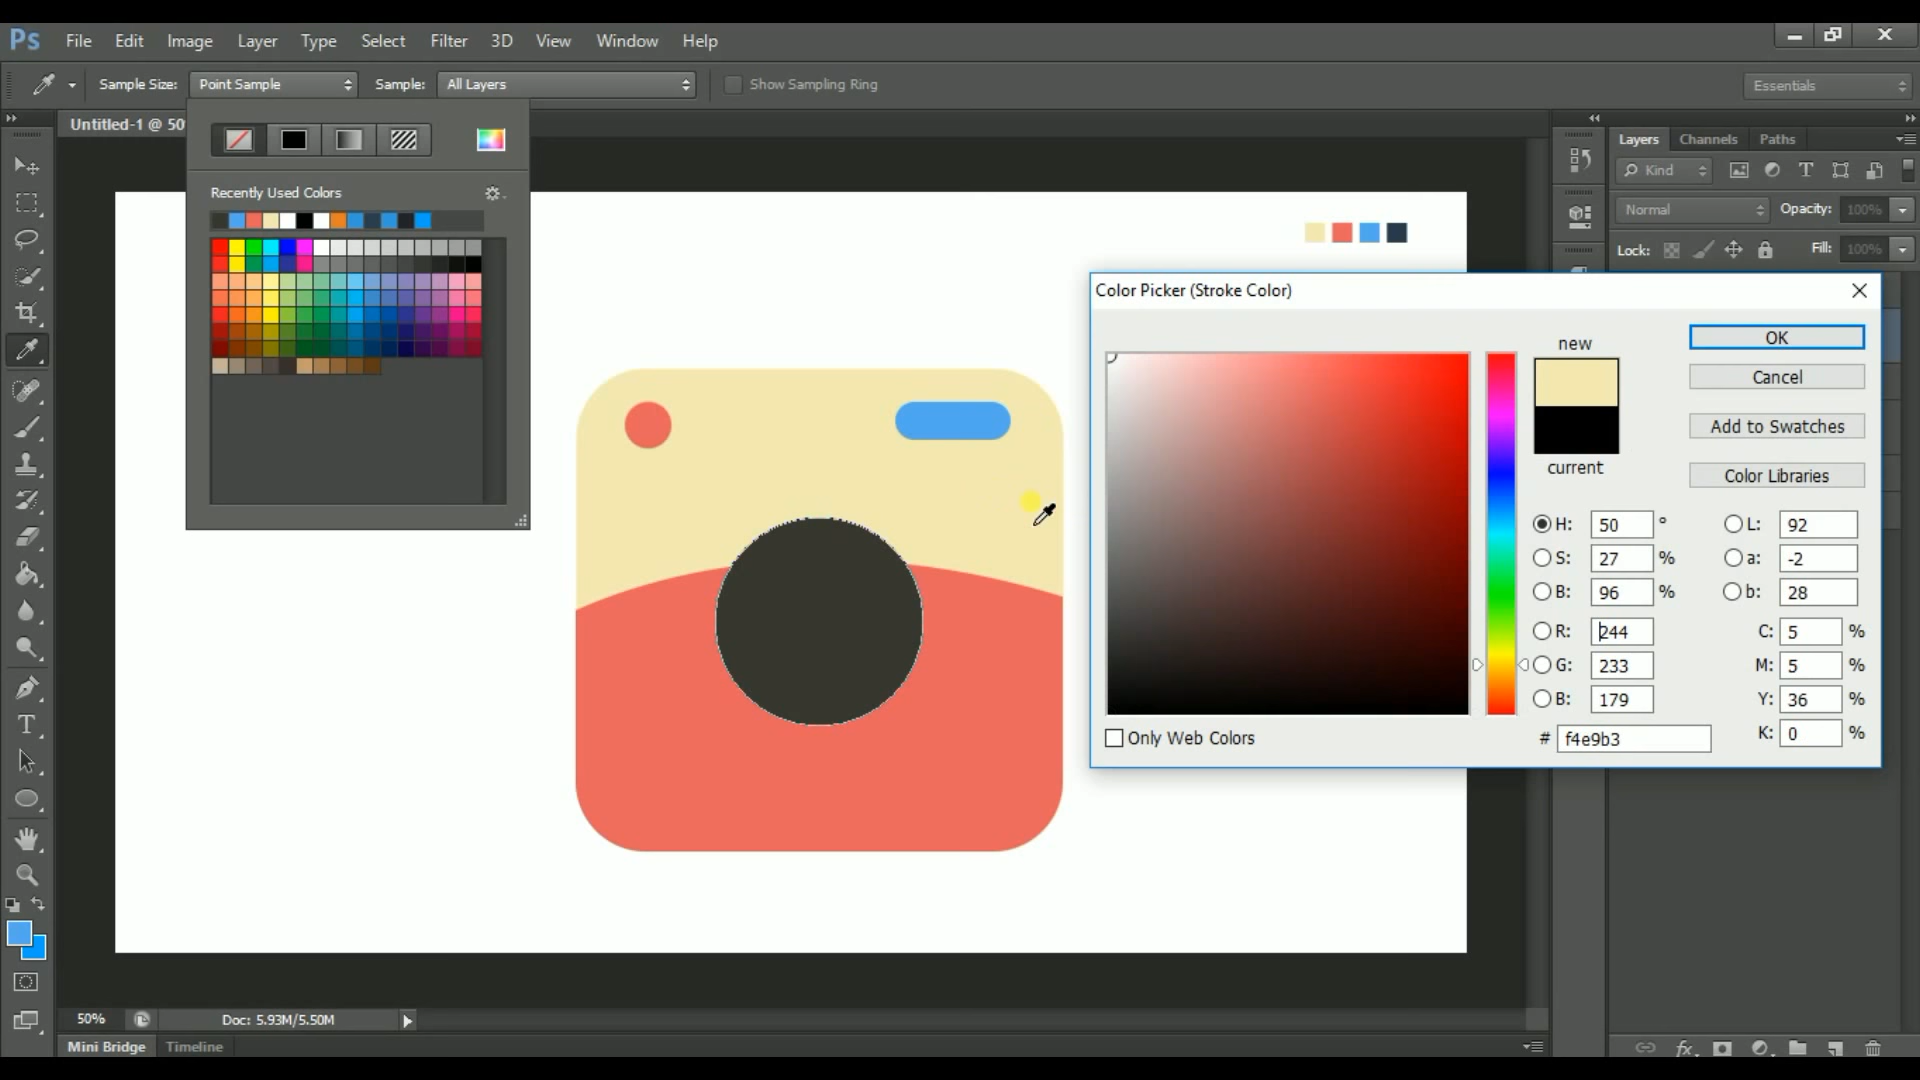 Ps File Edit Image Layer Type Select Filter 3D View Window Help
Sample Size: Point Sample Sample: All Layers Show Sampling Ring Essentials
Untitled-1 @ 50
Recently Used Colors
Layers Channels Paths
Kind T
Normal Opacity: 100%
Lock: Fill: 100%
Color Picker (Stroke Color)
new
OK
Cancel
Add to Swatches
current
Color Libraries
H: 50 ° L: 92
S: 27 % a: -2
B: 96 % b: 28
R: 244 C: 5 %
G: 233 M: 5 %
B: 179 Y: 36 %
Only Web Colors # f4e9b3 K: 0 %
T
50% Doc: 5.93M/5.50M
Mini Bridge Timeline
fx